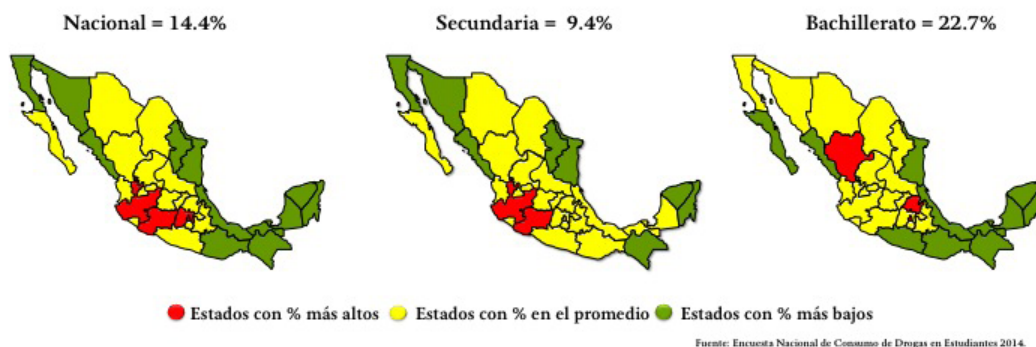 Nacional = 14.4%
Secundaria = 9.4%
Bachillerato = 22.7%
Estados con % más altos
Estados con % en el promedio
Estados con % más bajos
Fuente: Encuesta Nacional de Consumo de Drogas en Estudiantes 2014.